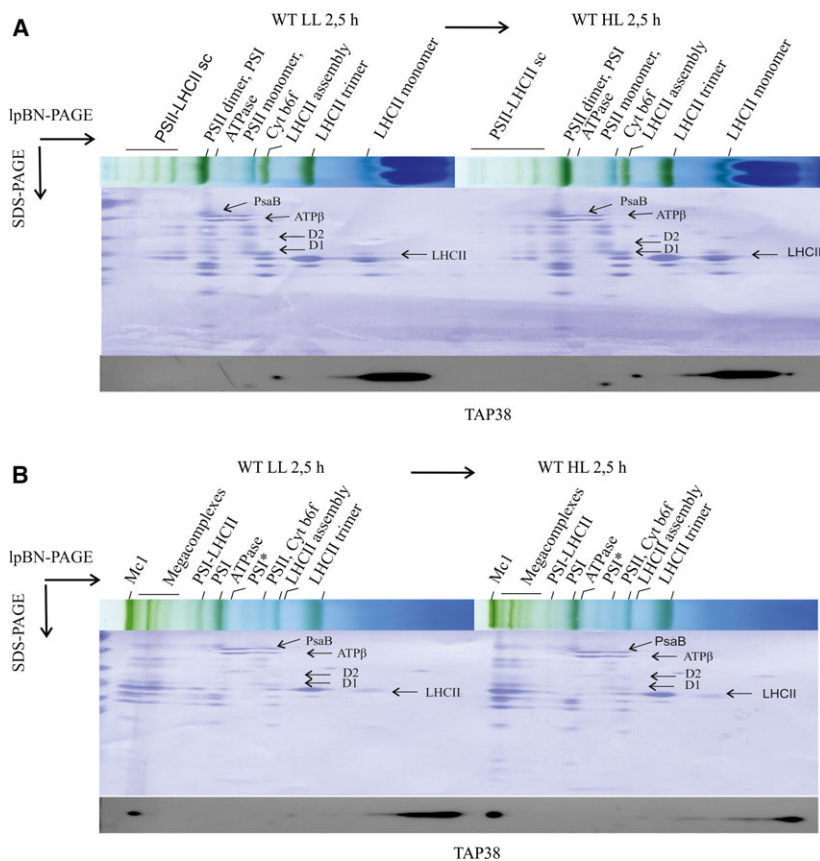 A
WT LL 2,5 h
WT HL 2,5 h
lpBN-PAGE
SDS-PAGE
PSII-LHCII sc
PSII dimer, PSI
ATPase
PSII monomer,
Cyt b6f
LHCII assembly
LHCII trimer
LHCII monomer
PSII-LHCII sc
PSII dimer, PSI
ATPase
PSII monomer,
Cyt b6f
LHCII assembly
LHCII trimer
LHCII monomer
PsaB
ATPβ
D2
D1
LHCII
PsaB
ATPβ
D2
D1
LHCII
TAP38
B
WT LL 2,5 h
WT HL 2,5 h
lpBN-PAGE
SDS-PAGE
Mc1
Megacomplexes
PSI-LHCII
PSI
ATPase
PSI*
PSII, Cyt b6f
LHCII assembly
LHCII trimer
Mc1
Megacomplexes
PSI-LHCII
PSI
ATPase
PSI*
PSII, Cyt b6f
LHCII assembly
LHCII trimer
PsaB
ATPβ
D2
D1
LHCII
PsaB
ATPβ
D2
D1
LHCII
TAP38